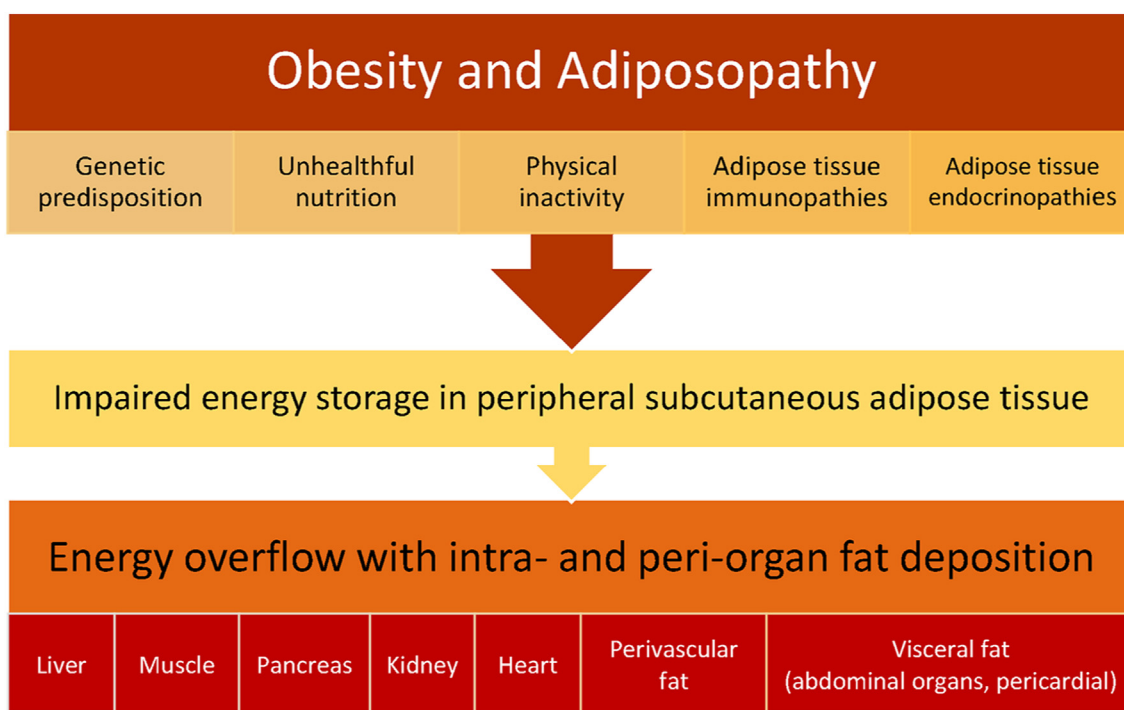 Obesity and Adiposopathy
Genetic
predisposition
Unhealthful
nutrition
Physical
inactivity
Adipose tissue
immunopathies
Adipose tissue
endocrinopathies
Impaired energy storage in peripheral subcutaneous adipose tissue
Energy overflow with intra- and peri-organ fat deposition
Liver
Muscle
Pancreas
Kidney
Heart
Perivascular
fat
Visceral fat
(abdominal organs, pericardial)